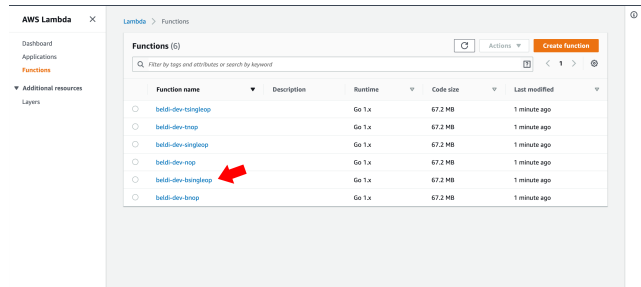 AWS Lambda
Lambda > Functions
Dashboard
Applications
Functions
Additional resources
Layers
Functions (6)
Actions
Create function
Filter by tags and attributes or search by keyword
1
Function name Description Runtime Code size Last modified
beldi-dev-tsingleop Go 1.x 67.2 MB 1 minute ago
beldi-dev-tnop Go 1.x 67.2 MB 1 minute ago
beldi-dev-singleop Go 1.x 67.2 MB 1 minute ago
beldi-dev-nop Go 1.x 67.2 MB 1 minute ago
beldi-dev-bsingleop Go 1.x 67.2 MB 1 minute ago
beldi-dev-bnop Go 1.x 67.2 MB 1 minute ago